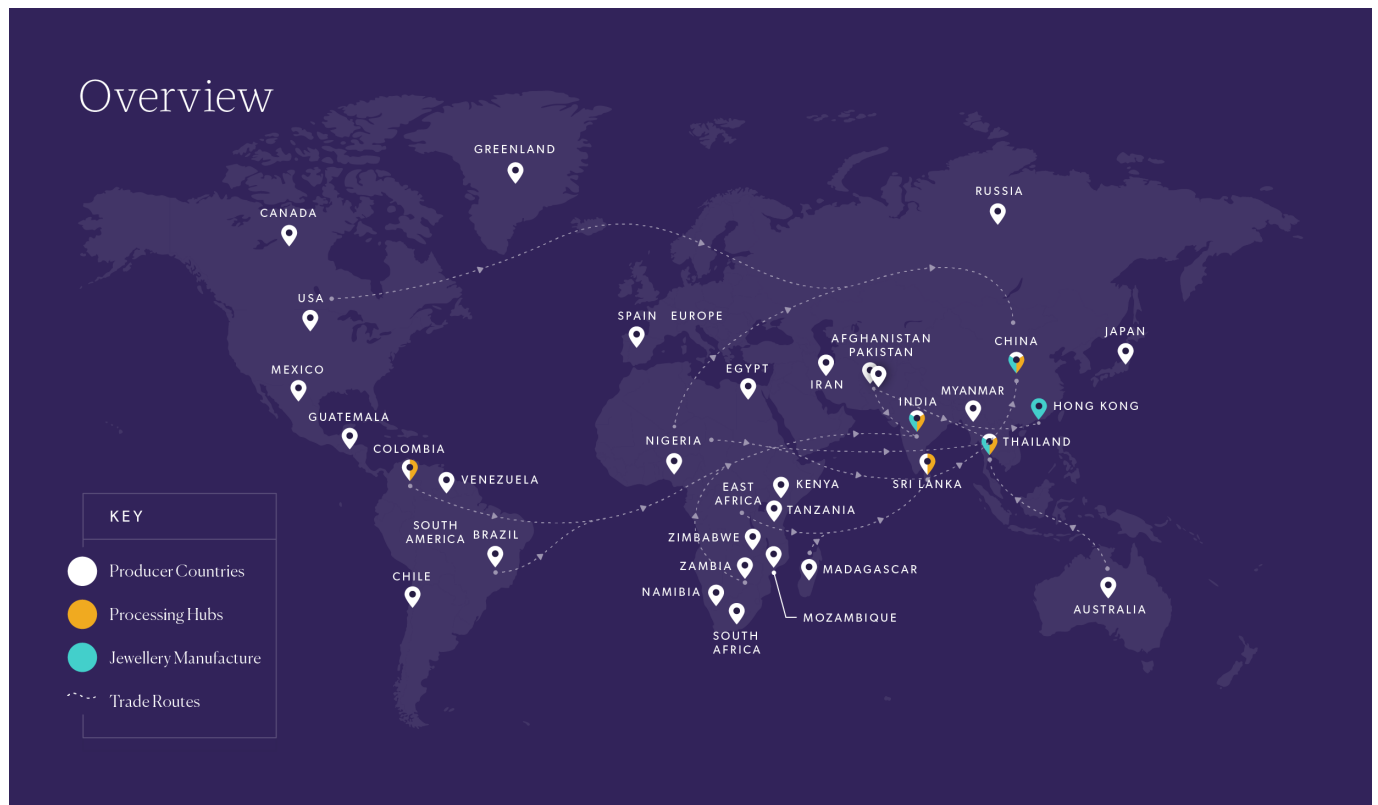 Overview
GREENLAND
RUSSIA
CANADA
USA
SPAIN EUROPE
JAPAN
AFGHANISTAN
PAKISTAN
CHINA
MEXICO
EGYPT
IRAN
MYANMAR
INDIA
HONG KONG
GUATEMALA
NIGERIA
THAILAND
COLOMBIA
VENEZUELA
SRI LANKA
KENYA
EAST
AFRICA
TANZANIA
SOUTH
AMERICA
BRAZIL
ZIMBABWE
ZAMBIA
MADAGASCAR
CHILE
NAMIBIA
MOZAMBIQUE
AUSTRALIA
SOUTH
AFRICA
KEY
Producer Countries
Processing Hubs
Jewellery Manufacture
Trade Routes